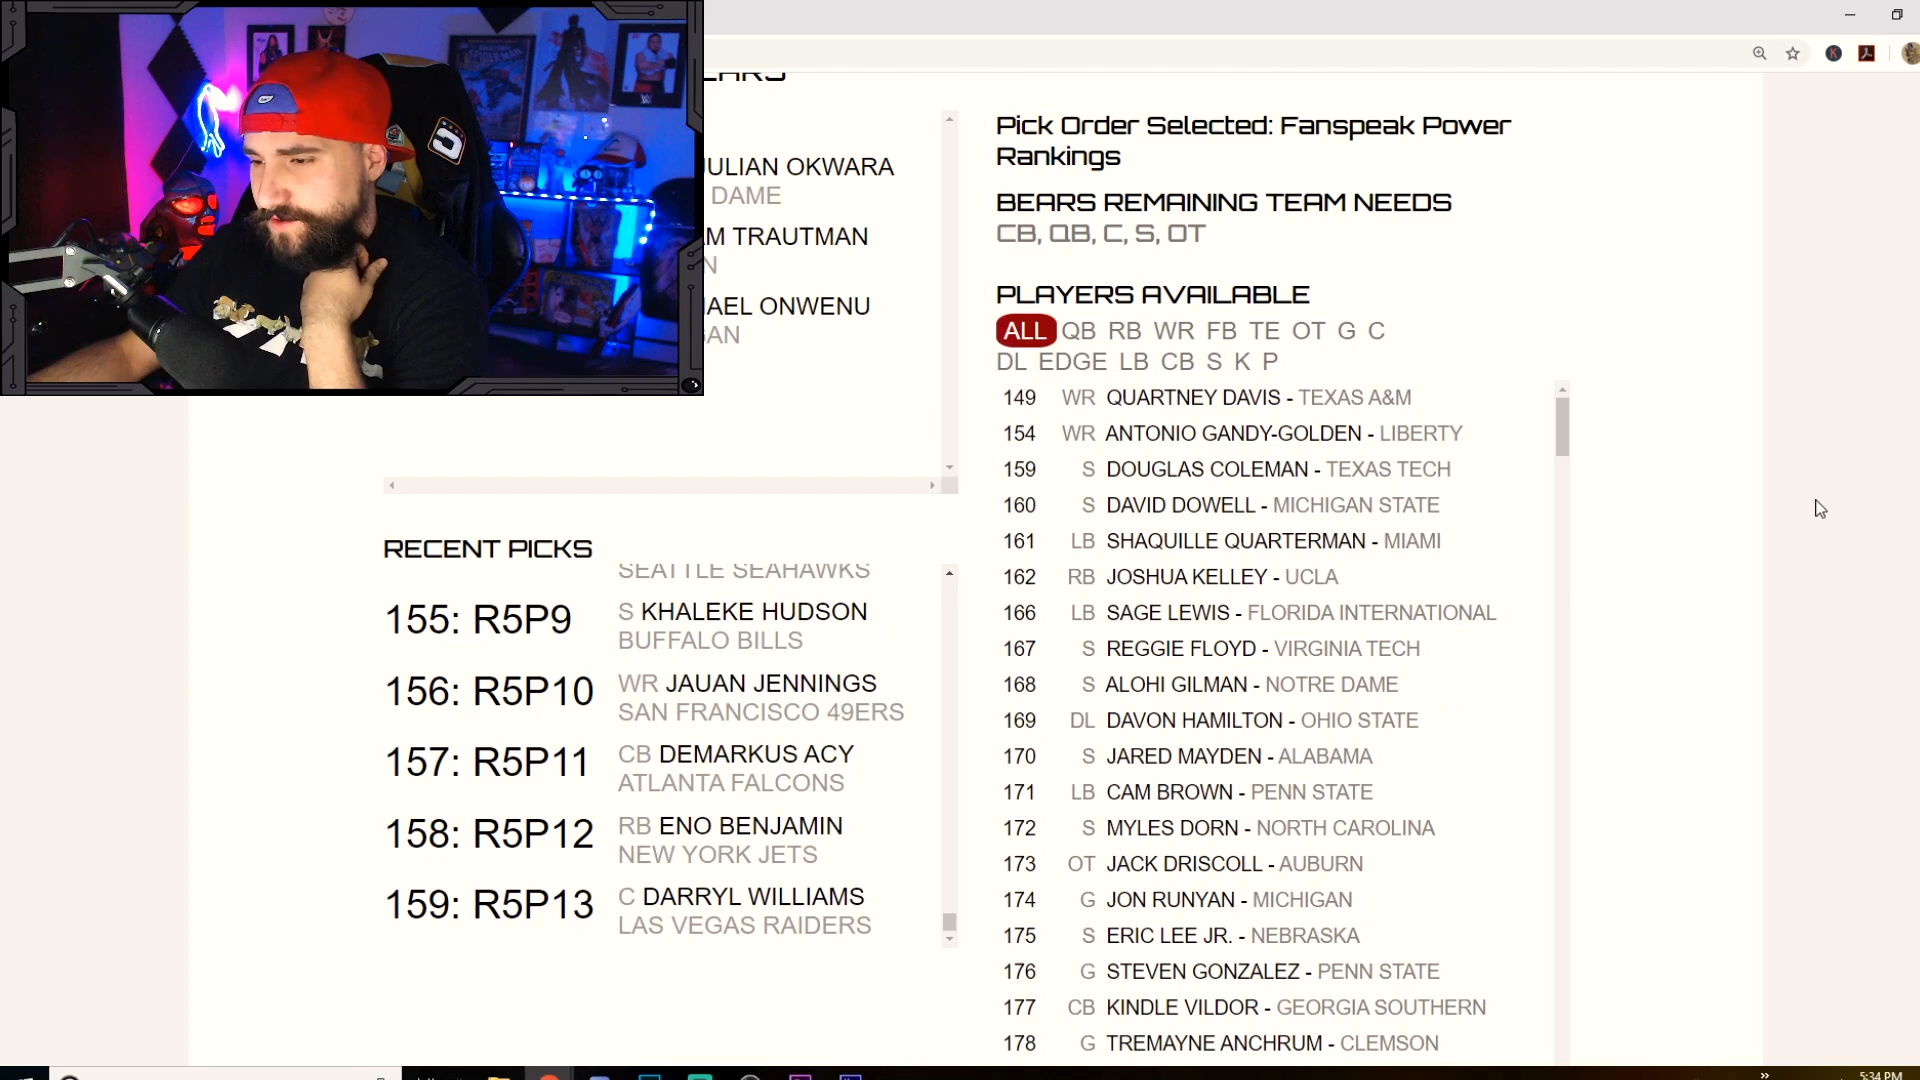 Pick Order Selected: Fanspeak Power
Rankings
BEARS REMAINING TEAM NEEDS
CB, QB, C, S, OT
PLAYERS AVAILABLE
ALL QB RB WR FB TE OT G C
DL EDGE LB CB S K P
149 WR QUARTNEY DAVIS - TEXAS A&M
154 WR ANTONIO GANDY-GOLDEN - LIBERTY
159 S DOUGLAS COLEMAN - TEXAS TECH
160 S DAVID DOWELL - MICHIGAN STATE
161 LB SHAQUILLE QUARTERMAN - MIAMI
162 RB JOSHUA KELLEY - UCLA
166 LB SAGE LEWIS - FLORIDA INTERNATIONAL
167 S REGGIE FLOYD - VIRGINIA TECH
168 S ALOHI GILMAN - NOTRE DAME
169 DL DAVON HAMILTON - OHIO STATE
170 S JARED MAYDEN - ALABAMA
171 LB CAM BROWN - PENN STATE
172 S MYLES DORN - NORTH CAROLINA
173 OT JACK DRISCOLL - AUBURN
174 G JON RUNYAN - MICHIGAN
175 S ERIC LEE JR. - NEBRASKA
176 G STEVEN GONZALEZ - PENN STATE
177 CB KINDLE VILDOR - GEORGIA SOUTHERN
178 G TREMAYNE ANCHRUM - CLEMSON
JULIAN OKWARA
DAME
AM TRAUTMAN
N
HAEL ONWENU
GAN
RECENT PICKS
SEATTLE SEAHAWKS
155: R5P9 S KHALEKE HUDSON
BUFFALO BILLS
156: R5P10 WR JAUAN JENNINGS
SAN FRANCISCO 49ERS
157: R5P11 CB DEMARKUS ACY
ATLANTA FALCONS
158: R5P12 RB ENO BENJAMIN
NEW YORK JETS
159: R5P13 C DARRYL WILLIAMS
LAS VEGAS RAIDERS
5:34 PM